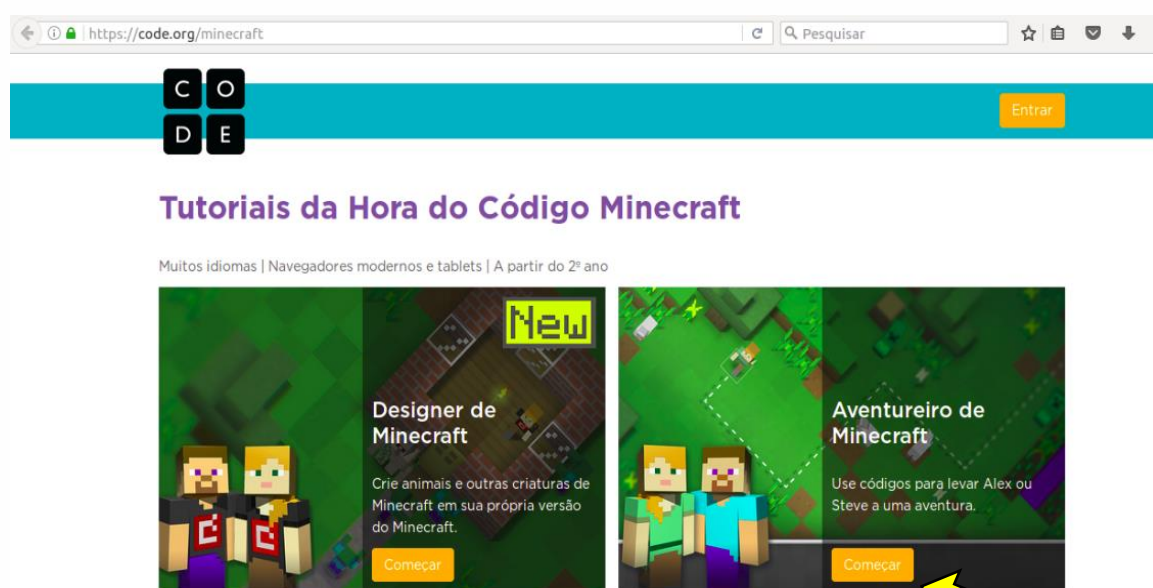 https://code.org/minecraft
Pesquisar
C O
D E
Entrar
Tutoriais da Hora do Código Minecraft
Muitos idiomas | Navegadores modernos e tablets | A partir do 2º ano
New
Designer de
Minecraft
Crie animais e outras criaturas de
Minecraft em sua própria versão
do Minecraft.
Começar
Aventureiro de
Minecraft
Use códigos para levar Alex ou
Steve a uma aventura.
Começar